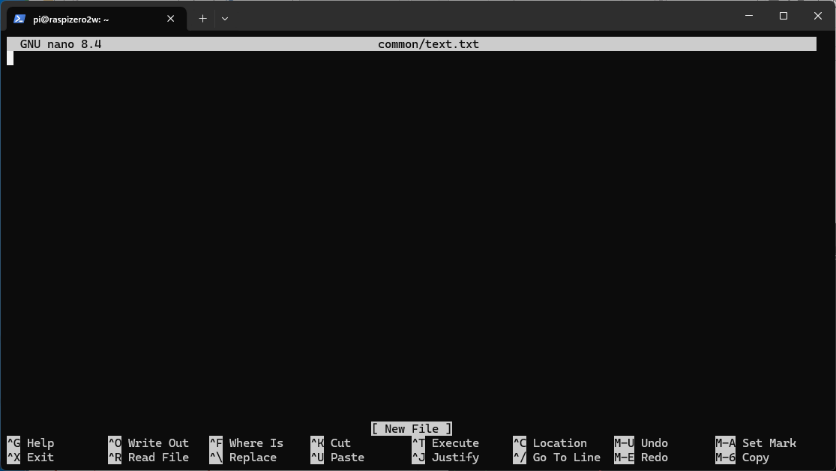 pi@raspizero2w: ~
GNU nano 8.4 common/text.txt
[ New File ]
^G Help ^O Write Out ^F Where Is ^K Cut ^T Execute ^C Location M-U Undo M-A Set Mark
^X Exit ^R Read File ^\ Replace ^U Paste ^J Justify ^/ Go To Line M-E Redo M-6 Copy